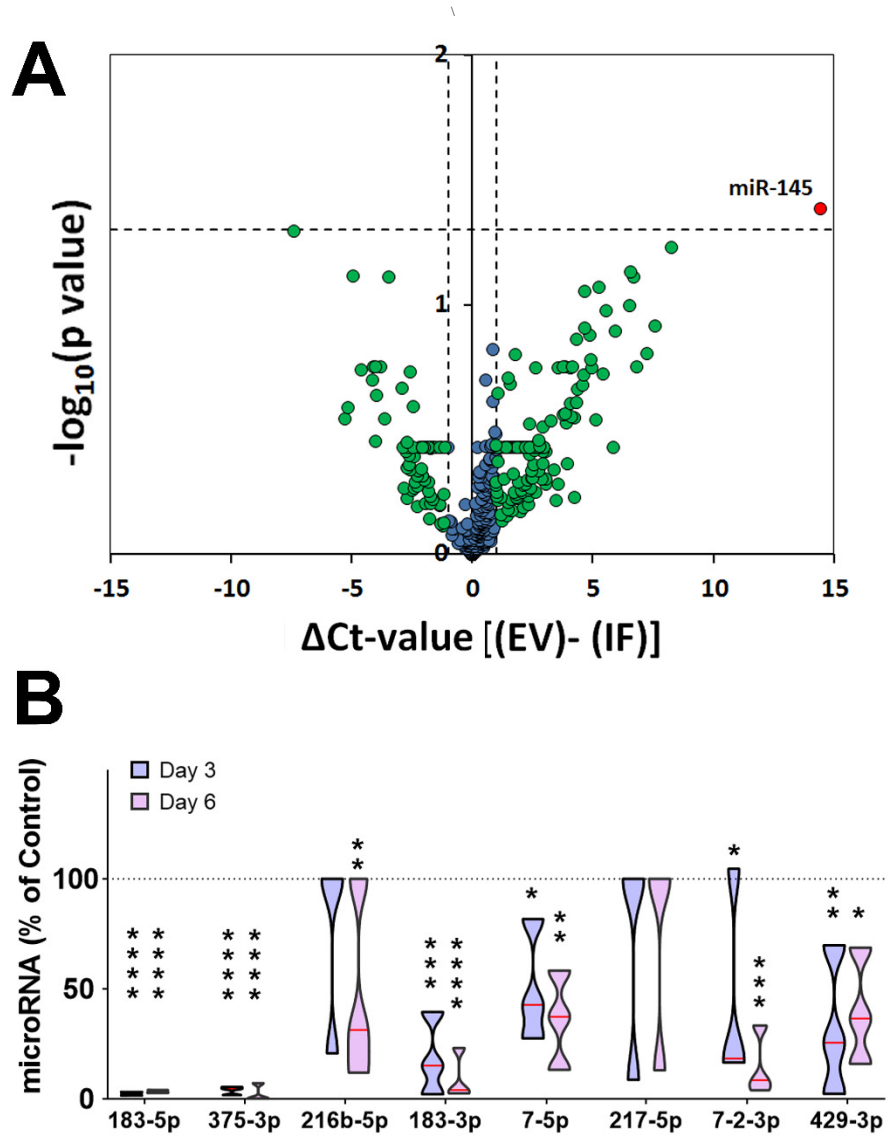 \
A
2
miR-145
-log10(p value)
1
0
-15 -10 -5 0 5 10 15
ΔCt-value [(EV)- (IF)]
B
microRNA (% of Control)
Day 3
Day 6
100
50
0
**** **** **** **** ** *** **** * ** * *** ** *
183-5p 375-3p 216b-5p 183-3p 7-5p 217-5p 7-2-3p 429-3p